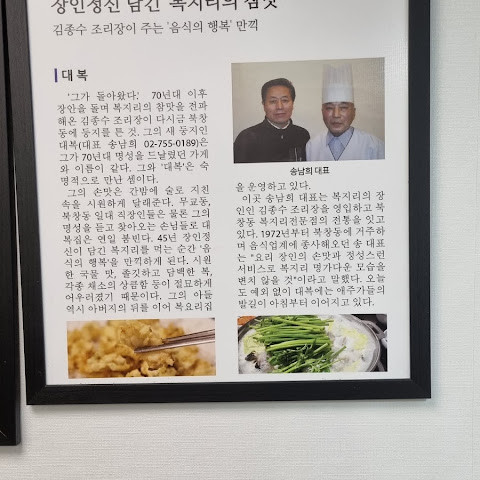 장인정신 담긴 '복지리의 참맛'
김종수 조리장이 주는 '음식의 행복' 만끽
대복
'그가 돌아왔다.' 70년대 이후
장안을 돌며 복지리의 참맛을 전파
해온 김종수 조리장이 다시금 북창
동에 둥지를 튼 것. 그의 새 둥지인
대복(대표 송남희 02-755-0189)은
그가 70년대 명성을 드날렸던 가게
와 이름이 같다. 그와 '대복'은 숙
명적으로 만난 셈이다.
그의 손맛은 간밤에 술로 지친
속을 시원하게 달래준다. 무교동,
북창동 일대 직장인들은 물론 그의
명성을 듣고 찾아오는 손님들로 대
복집은 연일 붐빈다. 45년 장인정
신이 담긴 복지리를 먹는 순간 '음
식의 행복'을 만끽하게 된다. 시원
한 국물 맛, 졸깃하고 담백한 복,
각종 채소의 상큼함 등이 절묘하게
어우러졌기 때문이다. 그의 아들
역시 아버지의 뒤를 이어 복요리집
송남희 대표
을 운영하고 있다.
이곳 송남희 대표는 복지리의 장
인인 김종수 조리장을 영입하고 북
창동 복지리전문점의 전통을 잇고
있다. 1972년부터 북창동에 거주하
며 음식업계에 종사해오던 송 대표
는 "요리 장인의 손맛과 정성스런
서비스로 복지리 명가다운 모습을
변치 않을 것"이라고 말했다. 오늘
도 예외 없이 대복에는 애주가들의
발길이 아침부터 이어지고 있다.